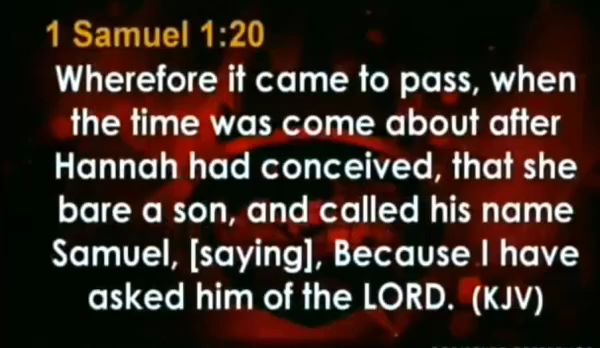 1 Samuel 1:20
Wherefore it came to pass, when
the time was come about after
Hannah had conceived, that she
bare a son, and called his name
Samuel, [saying], Because I have
asked him of the LORD. (KJV)